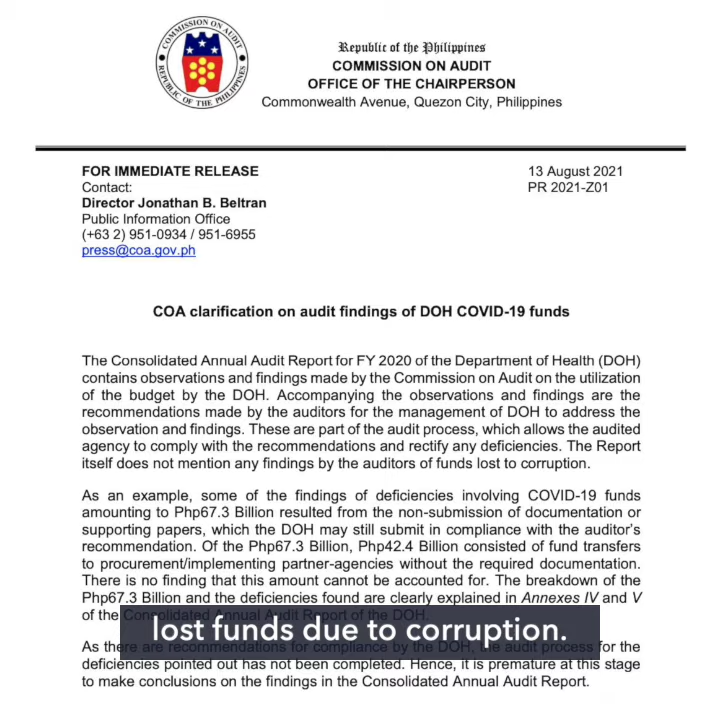 COMMISSION ON AUDIT
REPUBLIC OF THE PHILIPPINES
Republic of the Philippines
COMMISSION ON AUDIT
OFFICE OF THE CHAIRPERSON
Commonwealth Avenue, Quezon City, Philippines
FOR IMMEDIATE RELEASE
13 August 2021
Contact:
PR 2021-Z01
Director Jonathan B. Beltran
Public Information Office
(+63 2) 951-0934 / 951-6955
press@coa.gov.ph
COA clarification on audit findings of DOH COVID-19 funds
The Consolidated Annual Audit Report for FY 2020 of the Department of Health (DOH)
contains observations and findings made by the Commission on Audit on the utilization
of the budget by the DOH. Accompanying the observations and findings are the
recommendations made by the auditors for the management of DOH to address the
observation and findings. These are part of the audit process, which allows the audited
agency to comply with the recommendations and rectify any deficiencies. The Report
itself does not mention any findings by the auditors of funds lost to corruption.
As an example, some of the findings of deficiencies involving COVID-19 funds
amounting to Php67.3 Billion resulted from the non-submission of documentation or
supporting papers, which the DOH may still submit in compliance with the auditor's
recommendation. Of the Php67.3 Billion, Php42.4 Billion consisted of fund transfers
to procurement/implementing partner-agencies without the required documentation.
There is no finding that this amount cannot be accounted for. The breakdown of the
Php67.3 Billion and the deficiencies found are clearly explained in Annexes IV and V
of the Consolidated Annual Audit Report of the DOH.
lost funds due to corruption.
As there are recommendations for compliance by the DOH, the audit process for the
deficiencies pointed out has not been completed. Hence, it is premature at this stage
to make conclusions on the findings in the Consolidated Annual Audit Report.